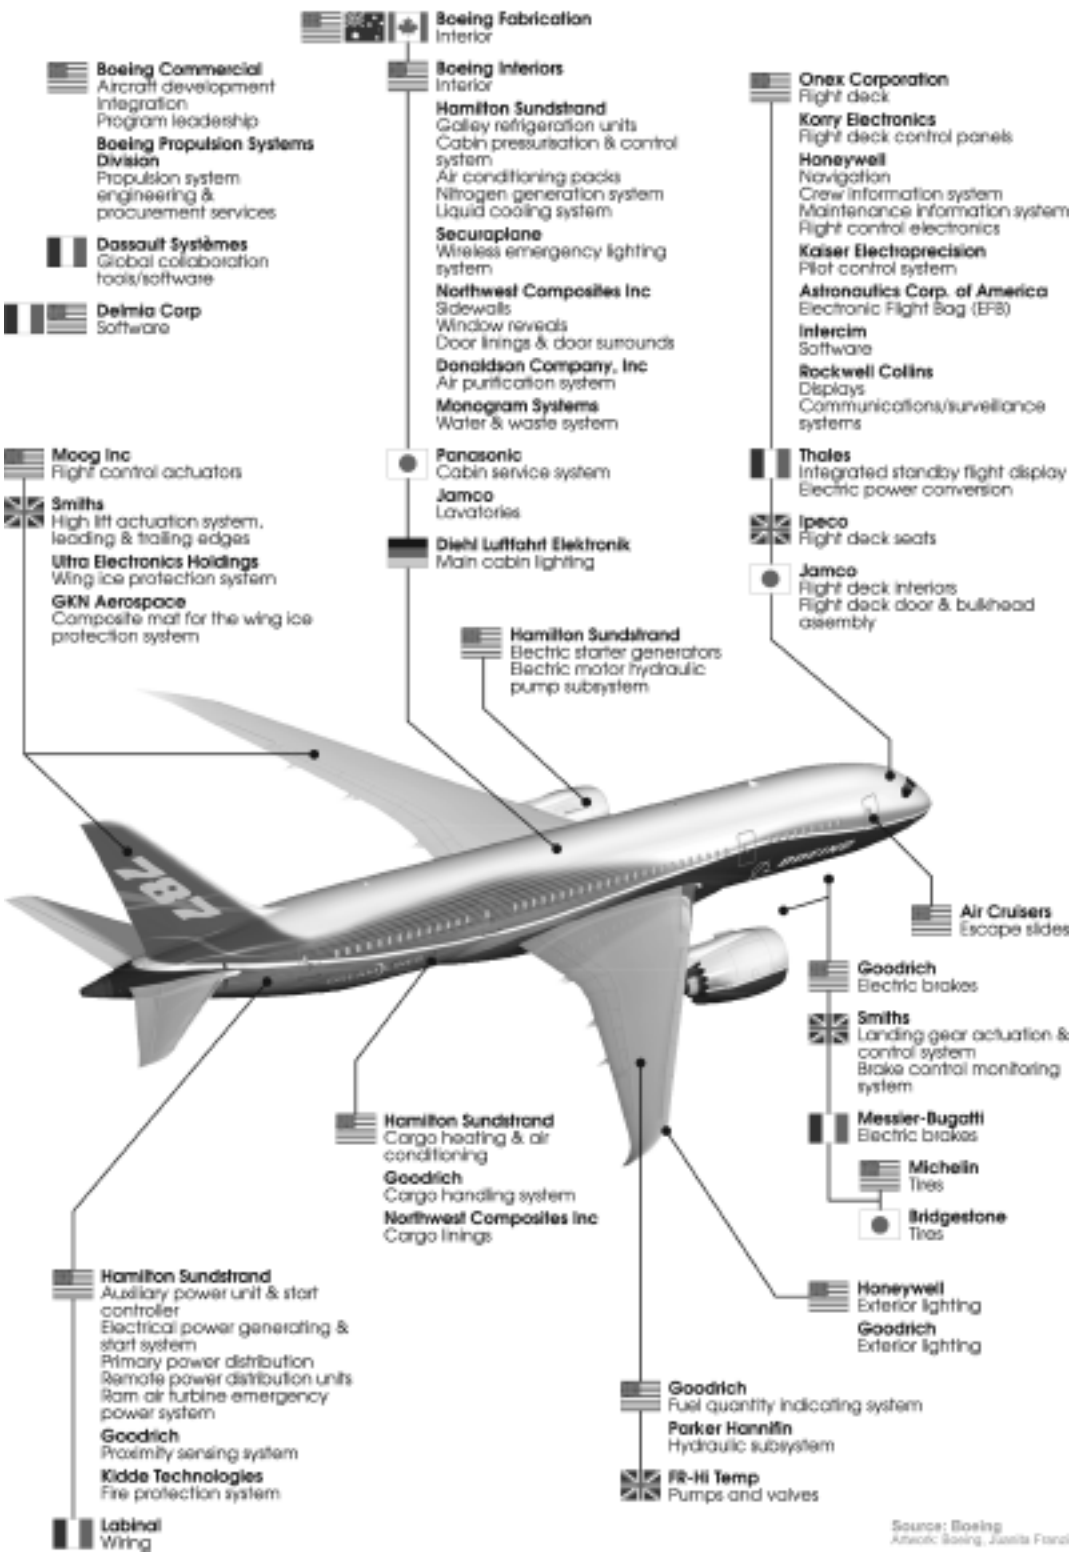 Boeing Fabrication
Interior
Boeing Commercial
Aircraft development
Integration
Program leadership
Boeing Propulsion Systems
Division
Propulsion system
engineering &
procurement services
Dassault Systèmes
Global collaboration
tools/software
Delmia Corp
Software
Boeing Interiors
Interior
Hamilton Sundstrand
Galley refrigeration units
Cabin pressurisation & control
system
Air conditioning packs
Nitrogen generation system
Liquid cooling system
Securaplane
Wireless emergency lighting
system
Northwest Composites Inc
Sidewalls
Window reveals
Door linings & door surrounds
Donaldson Company, Inc
Air purification system
Monogram Systems
Water & waste system
Panasonic
Cabin service system
Jamco
Lavatories
Diehl Luftfahrt Elektronik
Main cabin lighting
Onex Corporation
Flight deck
Korry Electronics
Flight deck control panels
Honeywell
Navigation
Crew information system
Maintenance information system
Flight control electronics
Kaiser Electroprecision
Pilot control system
Astronautics Corp. of America
Electronic Flight Bag (EFB)
Intercim
Software
Rockwell Collins
Displays
Communications/surveillance
systems
Thales
Integrated standby flight display
Electric power conversion
Ipeco
Flight deck seats
Jamco
Flight deck interiors
Flight deck door & bulkhead
assembly
Moog Inc
Flight control actuators
Smiths
High lift actuation system,
leading & trailing edges
Ultra Electronics Holdings
Wing ice protection system
GKN Aerospace
Composite mat for the wing ice
protection system
Hamilton Sundstrand
Electric starter generators
Electric motor hydraulic
pump subsystem
787
BOEING
Air Cruisers
Escape slides
Goodrich
Electric brakes
Smiths
Landing gear actuation &
control system
Brake control monitoring
system
Messier-Bugatti
Electric brakes
Michelin
Tires
Bridgestone
Tires
Hamilton Sundstrand
Cargo heating & air
conditioning
Goodrich
Cargo handling system
Northwest Composites Inc
Cargo linings
Honeywell
Exterior lighting
Goodrich
Exterior lighting
Hamilton Sundstrand
Auxiliary power unit & start
controller
Electrical power generating &
start system
Primary power distribution
Remote power distribution units
Ram air turbine emergency
power system
Goodrich
Proximity sensing system
Kidde Technologies
Fire protection system
Labinal
Wiring
Goodrich
Fuel quantity indicating system
Parker Hannifin
Hydraulic subsystem
FR-Hi Temp
Pumps and valves
Source: Boeing
Artwork: Boeing, Juanita Franzi